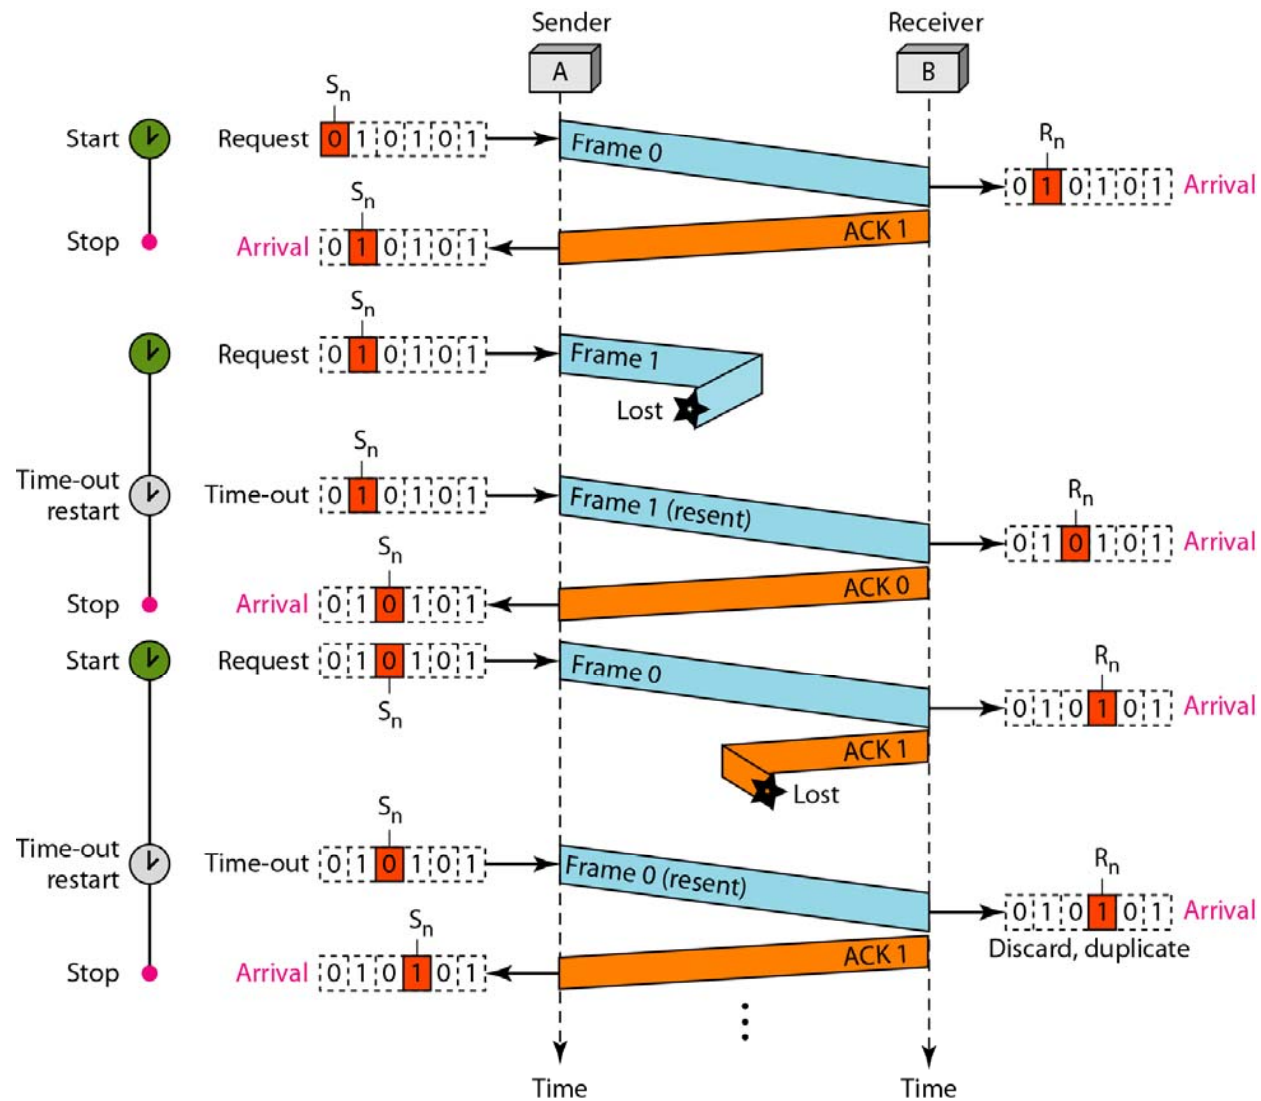 Sender Receiver
A B
Sn
Start Request 0 1 0 1 0 1 Frame 0
Rn
0 1 0 1 0 1 Arrival
Sn
Stop Arrival 0 1 0 1 0 1 ACK 1
Sn
Request 0 1 0 1 0 1 Frame 1
Lost
Sn
Time-out
restart
Time-out 0 1 0 1 0 1 Frame 1 (resent)
Rn
0 1 0 1 0 1 Arrival
Sn
Stop Arrival 0 1 0 1 0 1 ACK 0
Start Request 0 1 0 1 0 1 Frame 0
Sn
Rn
0 1 0 1 0 1 Arrival
ACK 1
Lost
Sn
Time-out
restart
Time-out 0 1 0 1 0 1 Frame 0 (resent)
Rn
0 1 0 1 0 1 Arrival
Discard, duplicate
Sn
Stop Arrival 0 1 0 1 0 1 ACK 1
Time Time